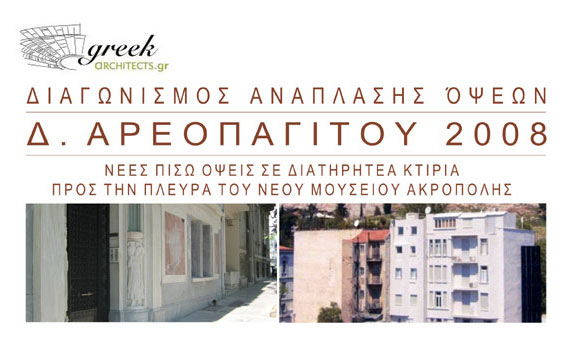 greek
ARCHITECTS.gr
ΔΙΑΓΩΝΙΣΜΟΣ ΑΝΑΠΛΑΣΗΣ ΌΨΕΩΝ
Δ. ΑΡΕΟΠΑΓΙΤΟΥ 2008
ΝΕΕΣ ΠΙΣΩ ΟΨΕΙΣ ΣΕ ΔΙΑΤΗΡΗΤΕΑ ΚΤΙΡΙΑ
ΠΡΟΣ ΤΗΝ ΠΛΕΥΡΑ ΤΟΥ ΝΕΟΥ ΜΟΥΣΕΙΟΥ ΑΚΡΟΠΟΛΗΣ